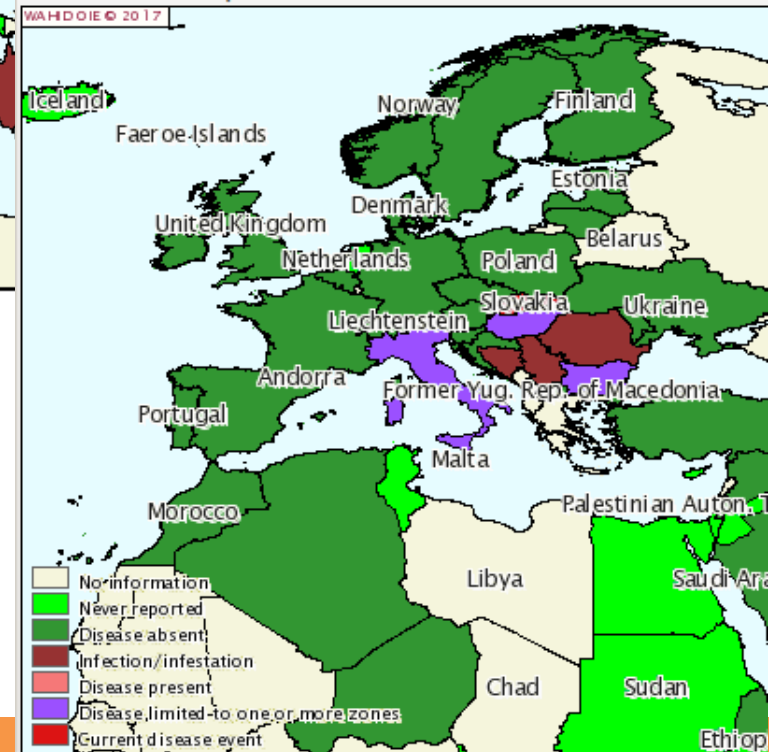 WAHIDOIE© 2017
Iceland
Norway
Finland
Faeroe-Islands
Estonia
Denmark
United Kingdom
Belarus
Netherlands
Poland
Slovakia
Ukraine
Liechtenstein
Andorra
Former Yug. Rep. of Macedonia
Portugal
Malta
Palestinian Auton. T
Morocco
Libya
Saudi Ara
Chad
Sudan
Ethiop
No information
Never reported
Disease absent
Infection/infestation
Disease present
Disease limited to one or more zones
Current disease event